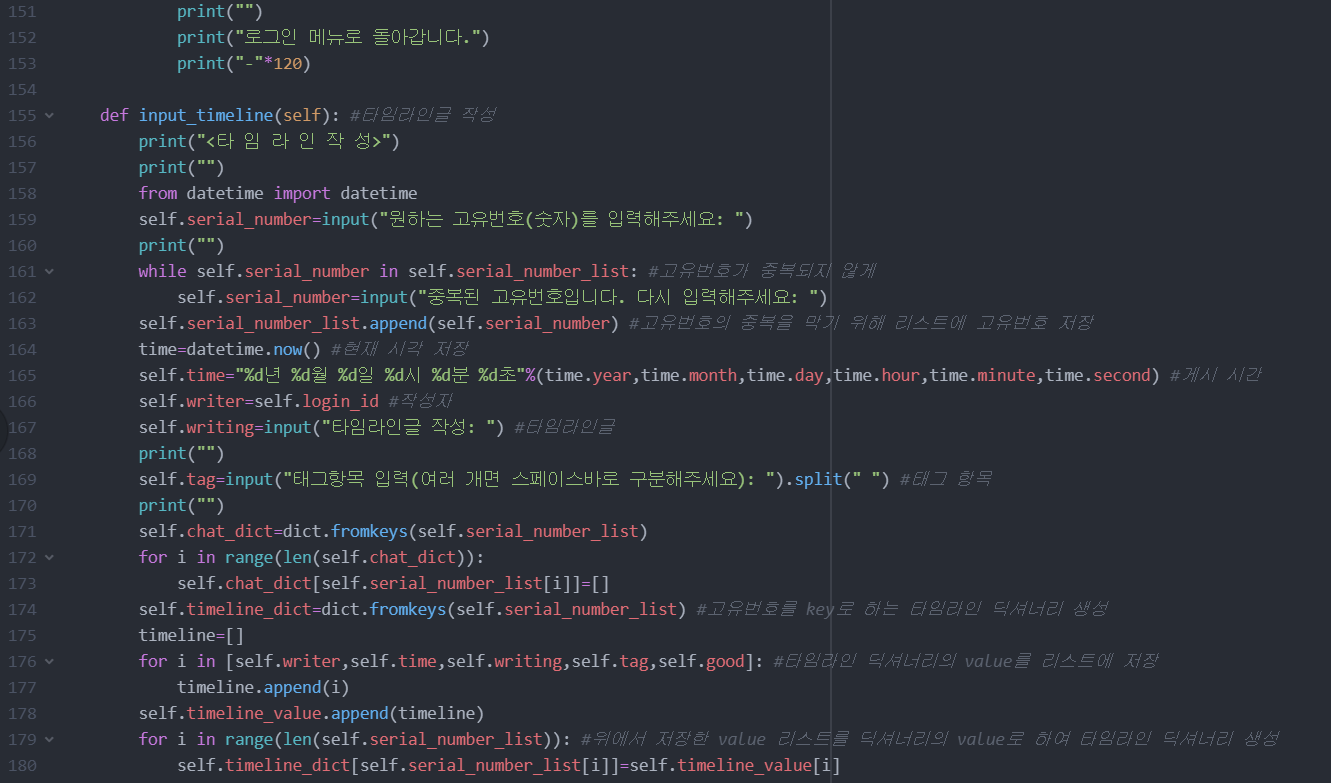 151 print("")
152 print("로그인 메뉴로 돌아갑니다.")
153 print("-"*120)
154
155 def input_timeline(self): #타임라인글 작성
156 print("<타 임 라 인 작 성>")
157 print("")
158 from datetime import datetime
159 self.serial_number=input("원하는 고유번호(숫자)를 입력해주세요: ")
160 print("")
161 while self.serial_number in self.serial_number_list: #고유번호가 중복되지 않게
162 self.serial_number=input("중복된 고유번호입니다. 다시 입력해주세요: ")
163 self.serial_number_list.append(self.serial_number) #고유번호의 중복을 막기 위해 리스트에 고유번호 저장
164 time=datetime.now() #현재 시각 저장
165 self.time="%d년 %d월 %d일 %d시 %d분 %d초"%(time.year,time.month,time.day,time.hour,time.minute,time.second) #게시 시간
166 self.writer=self.login_id #작성자
167 self.writing=input("타임라인글 작성: ") #타임라인글
168 print("")
169 self.tag=input("태그항목 입력(여러 개면 스페이스바로 구분해주세요): ").split(" ") #태그 항목
170 print("")
171 self.chat_dict=dict.fromkeys(self.serial_number_list)
172 for i in range(len(self.chat_dict)):
173 self.chat_dict[self.serial_number_list[i]]=[]
174 self.timeline_dict=dict.fromkeys(self.serial_number_list) #고유번호를 key로 하는 타임라인 딕셔너리 생성
175 timeline=[]
176 for i in [self.writer,self.time,self.writing,self.tag,self.good]: #타임라인 딕셔너리의 value를 리스트에 저장
177 timeline.append(i)
178 self.timeline_value.append(timeline)
179 for i in range(len(self.serial_number_list)): #위에서 저장한 value 리스트를 딕셔너리의 value로 하여 타임라인 딕셔너리 생성
180 self.timeline_dict[self.serial_number_list[i]]=self.timeline_value[i]